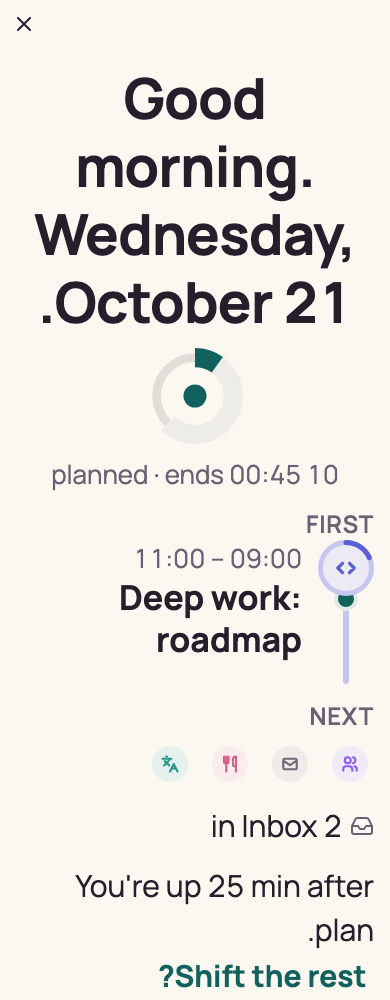 Good
morning.
Wednesday,
.October 21
planned · ends 00:45 10
FIRST
11:00 – 09:00
Deep work:
roadmap
NEXT
in Inbox 2
You're up 25 min after
.plan
?Shift the rest